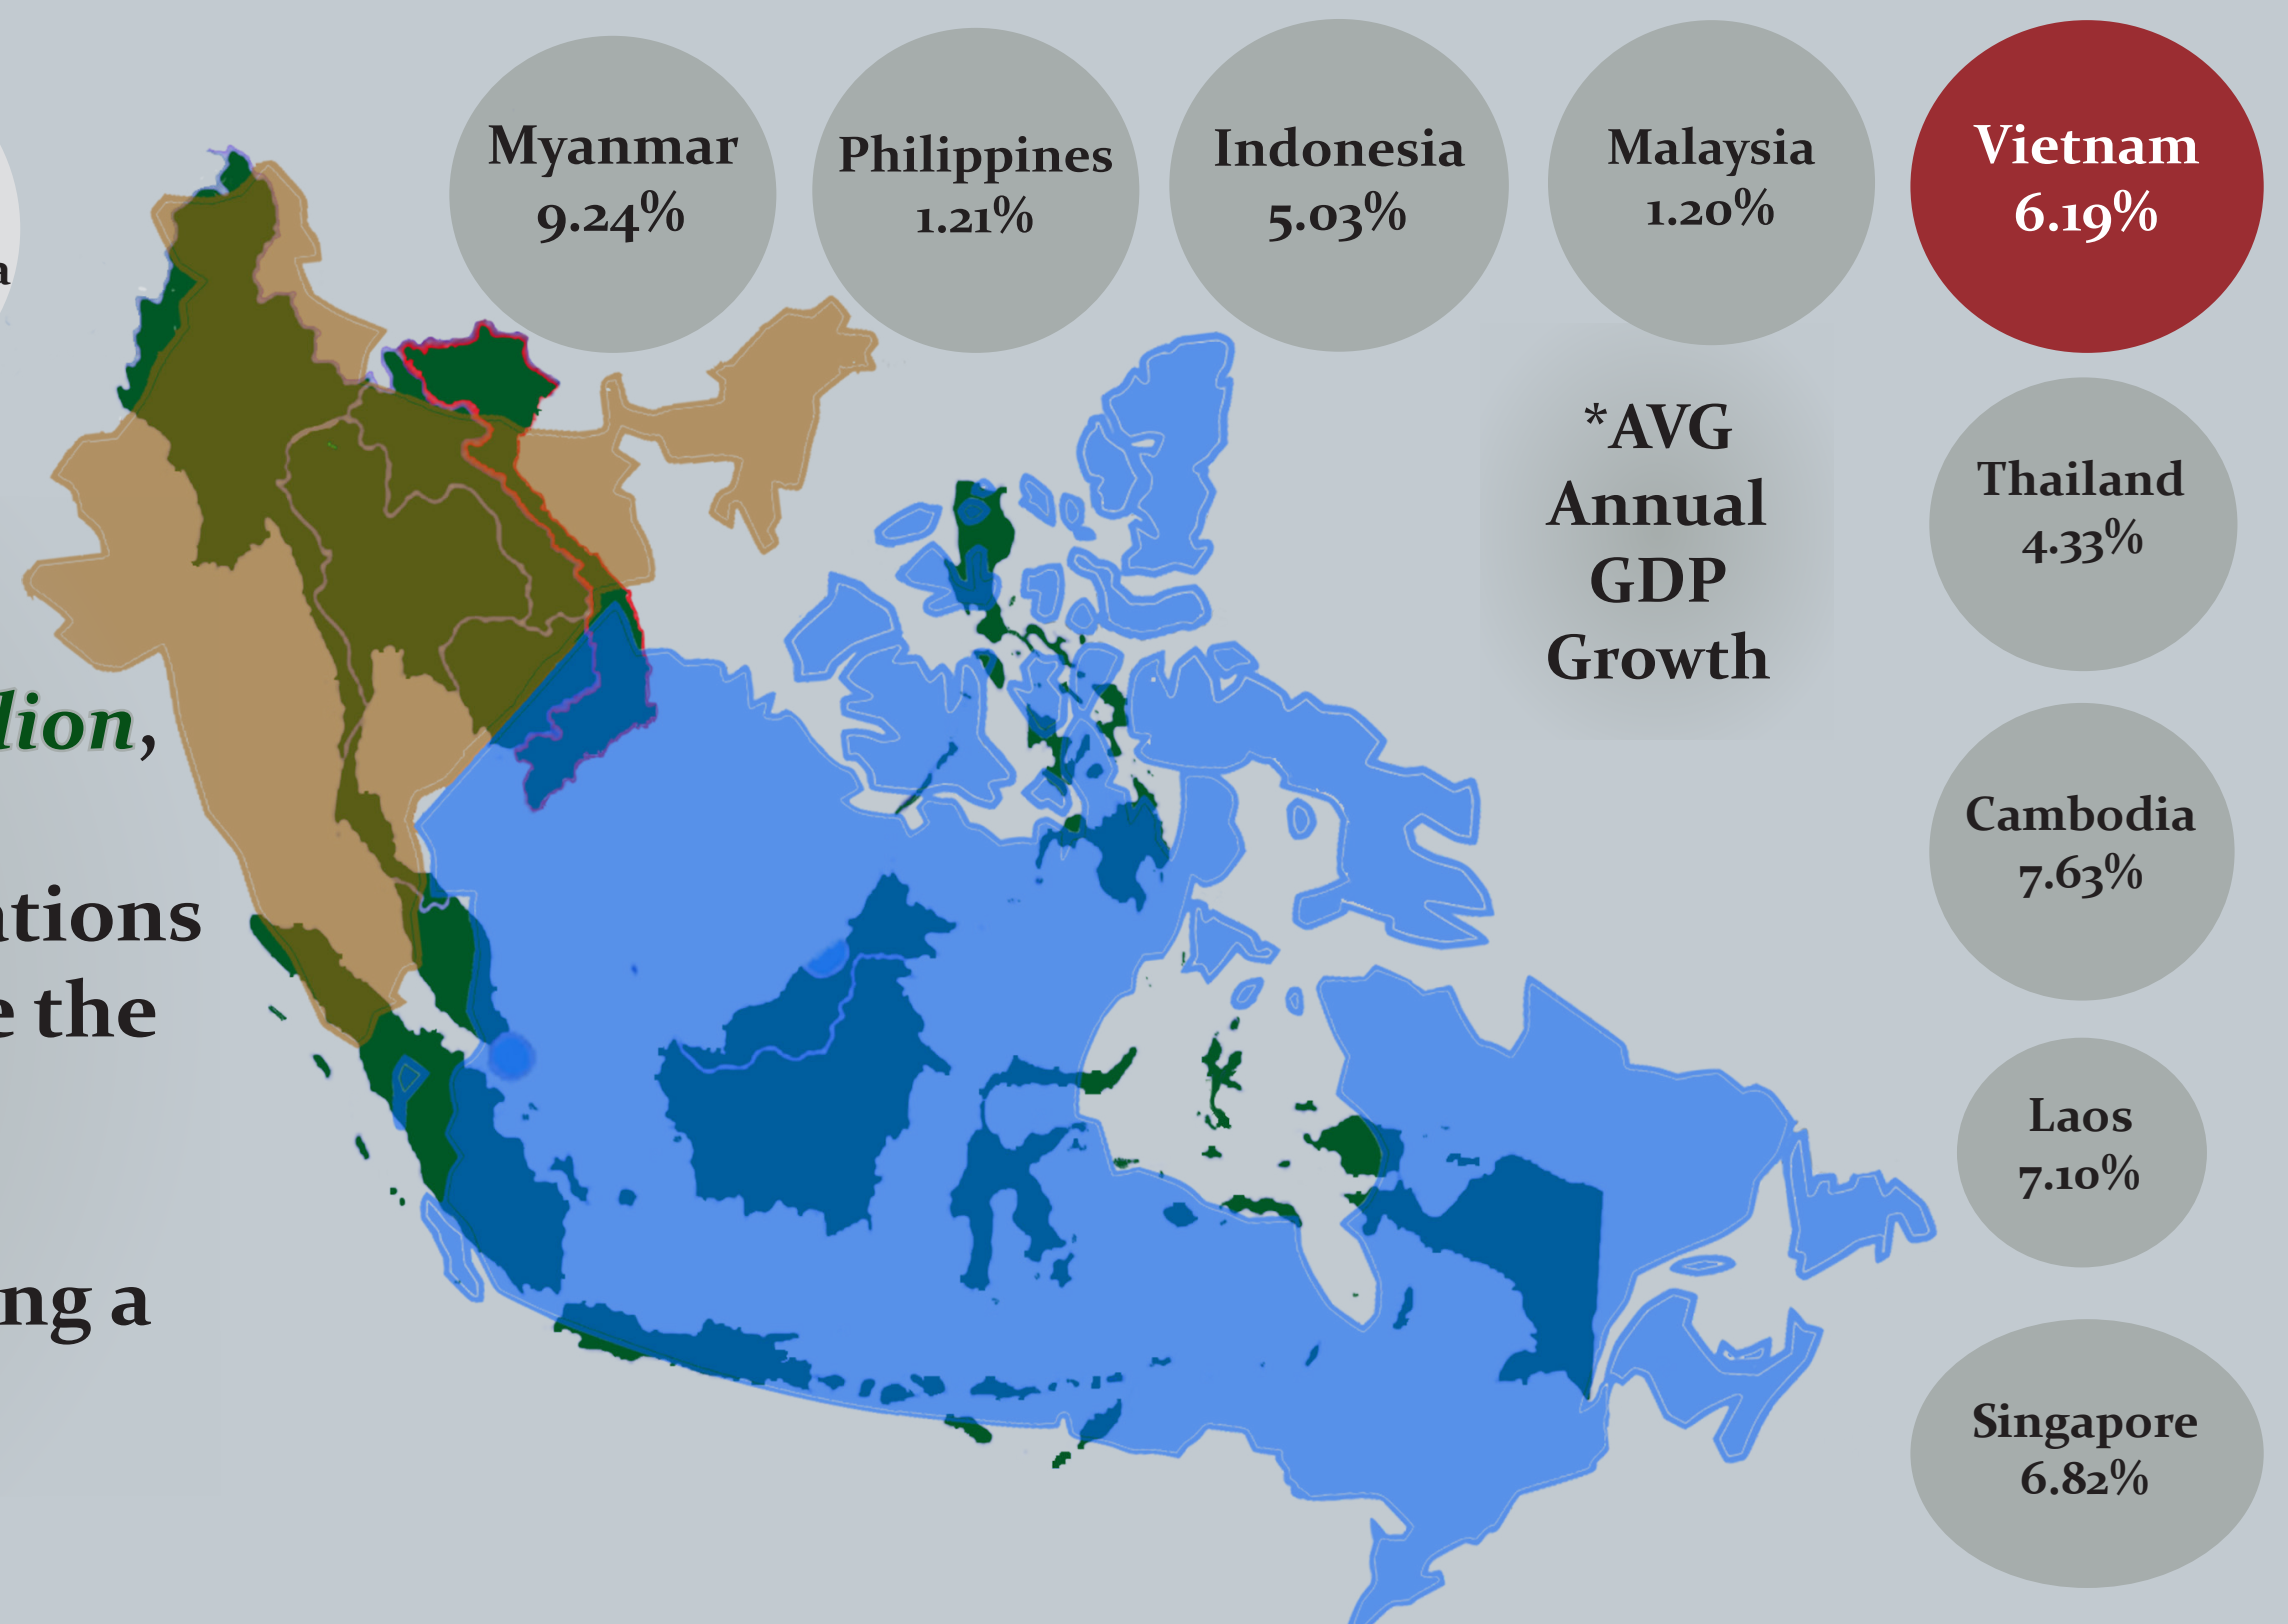 Myanmar
9.24%
Philippines
1.21%
Indonesia
5.03%
Malaysia
1.20%
Vietnam
6.19%
*AVG
Annual
GDP
Growth
Thailand
4.33%
Cambodia
7.63%
Laos
7.10%
Singapore
6.82%
a
lion,
ations
e the
ng a